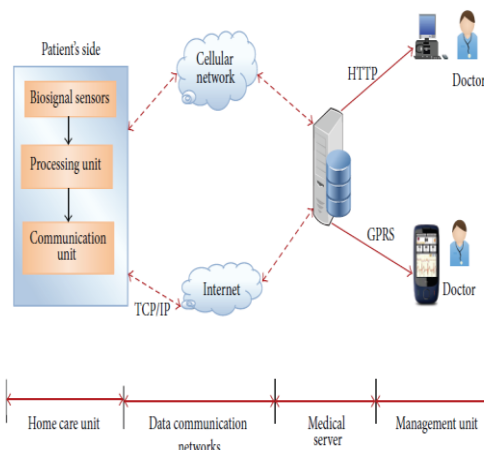 Patient's side
Biosignal sensors
Processing unit
Communication
unit
Cellular
network
Internet
TCP/IP
HTTP
Doctor
GPRS
Doctor
Home care unit
Data communication
networks
Medical
server
Management unit